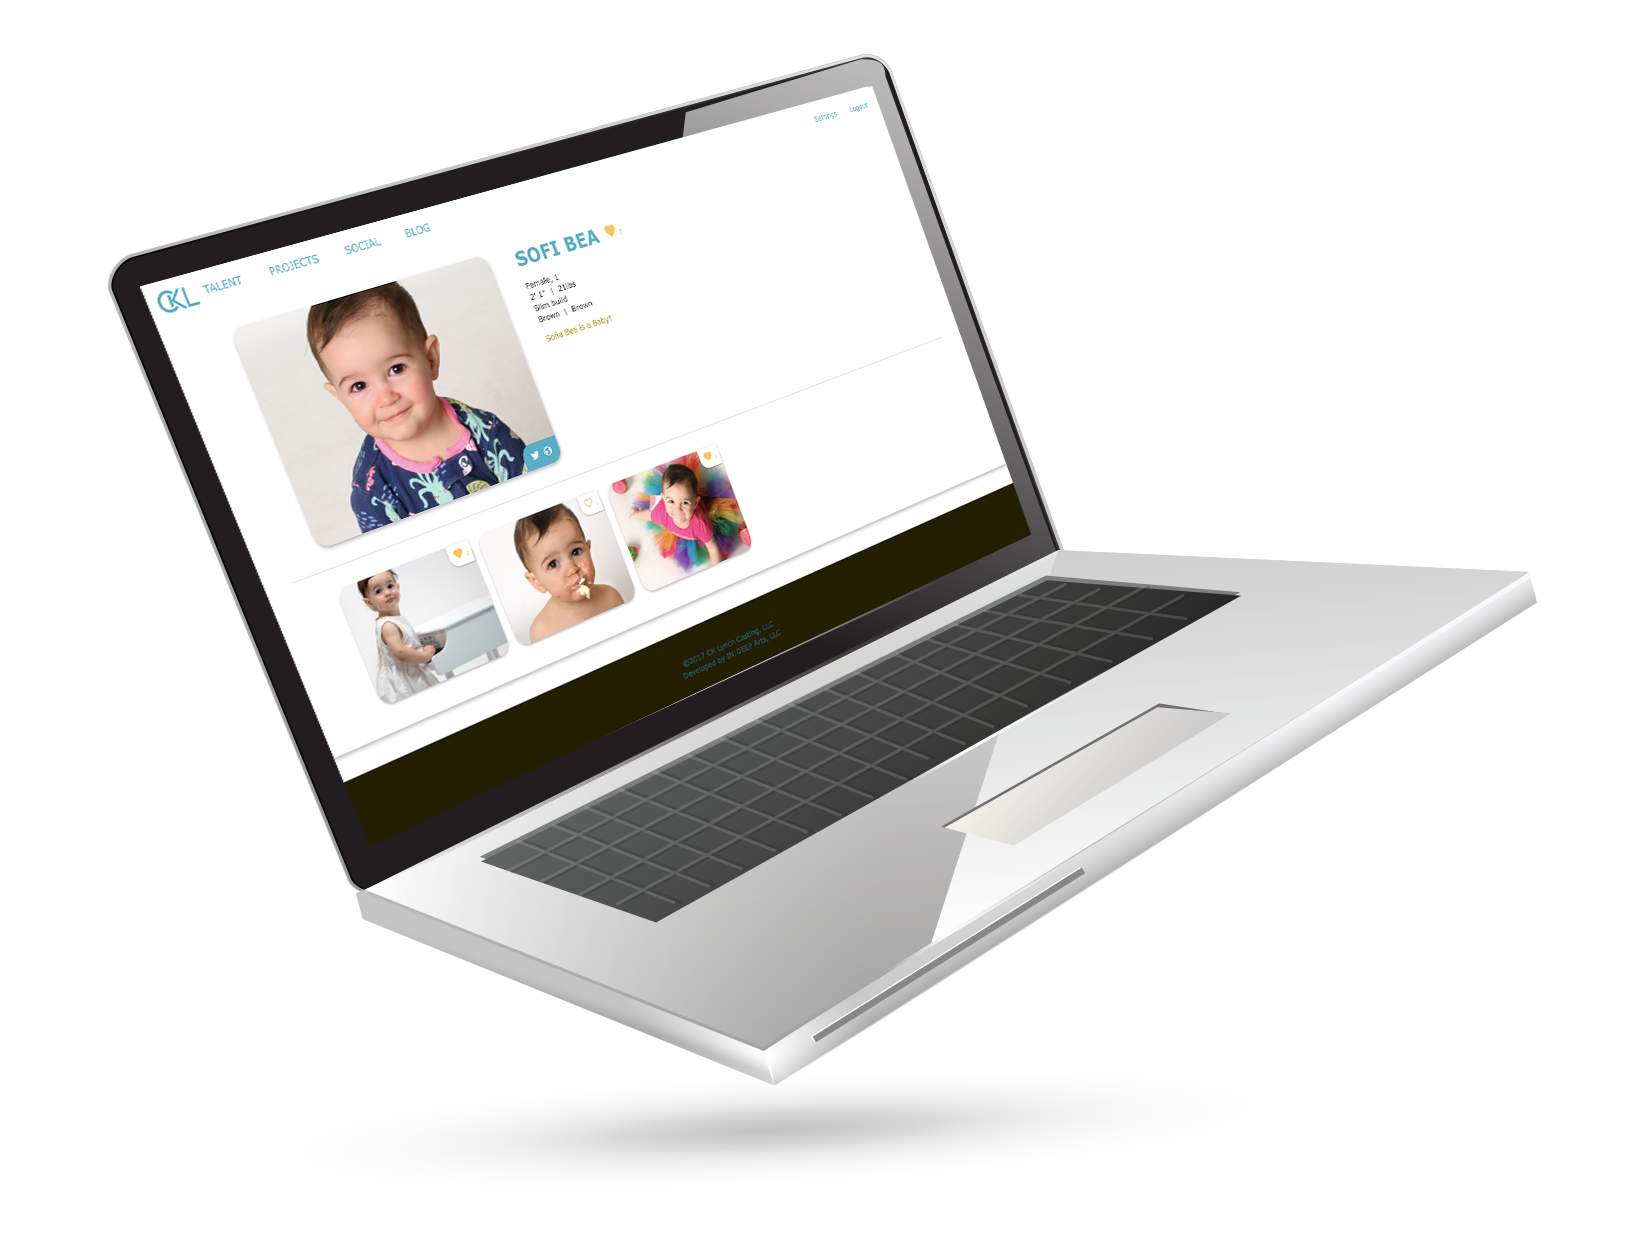 Settings Logout
CKL TALENT PROJECTS SOCIAL BLOG
SOFI BEA
Female, 1
2' 1" | 21lbs
Slim build
Brown | Brown
Sofia Bea is a Baby!
©2017 CK Lynch Casting, LLC
Developed by IN:DEEP Arts, LLC